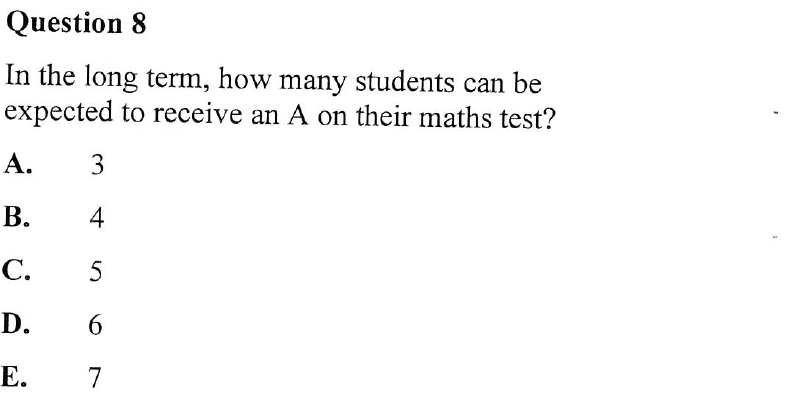 Question 8
In the long term, how many students can be
expected to receive an A on their maths test?
A. 3
B. 4
C. 5
D. 6
E. 7